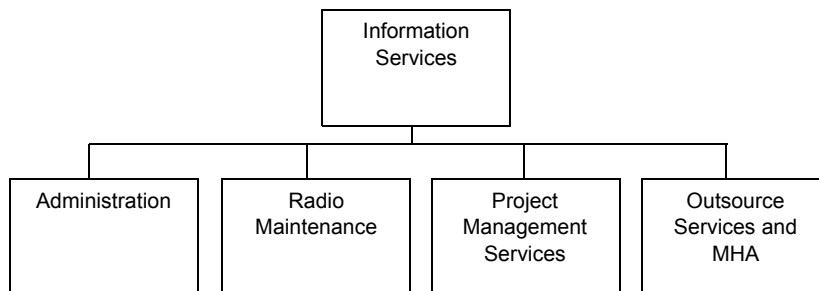 Information
Services
Administration
Radio
Maintenance
Project
Management
Services
Outsource
Services and
MHA